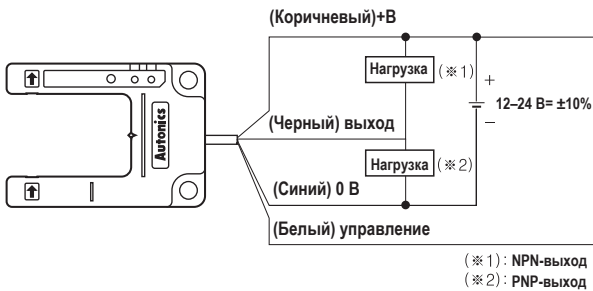 (Коричневый)+В
Нагрузка (※1)
+
12–24 В= ±10%
−
Autonics
(Черный) выход
Нагрузка (※2)
(Синий) 0 В
(Белый) управление
(※1): NPN-выход
(※2): PNP-выход